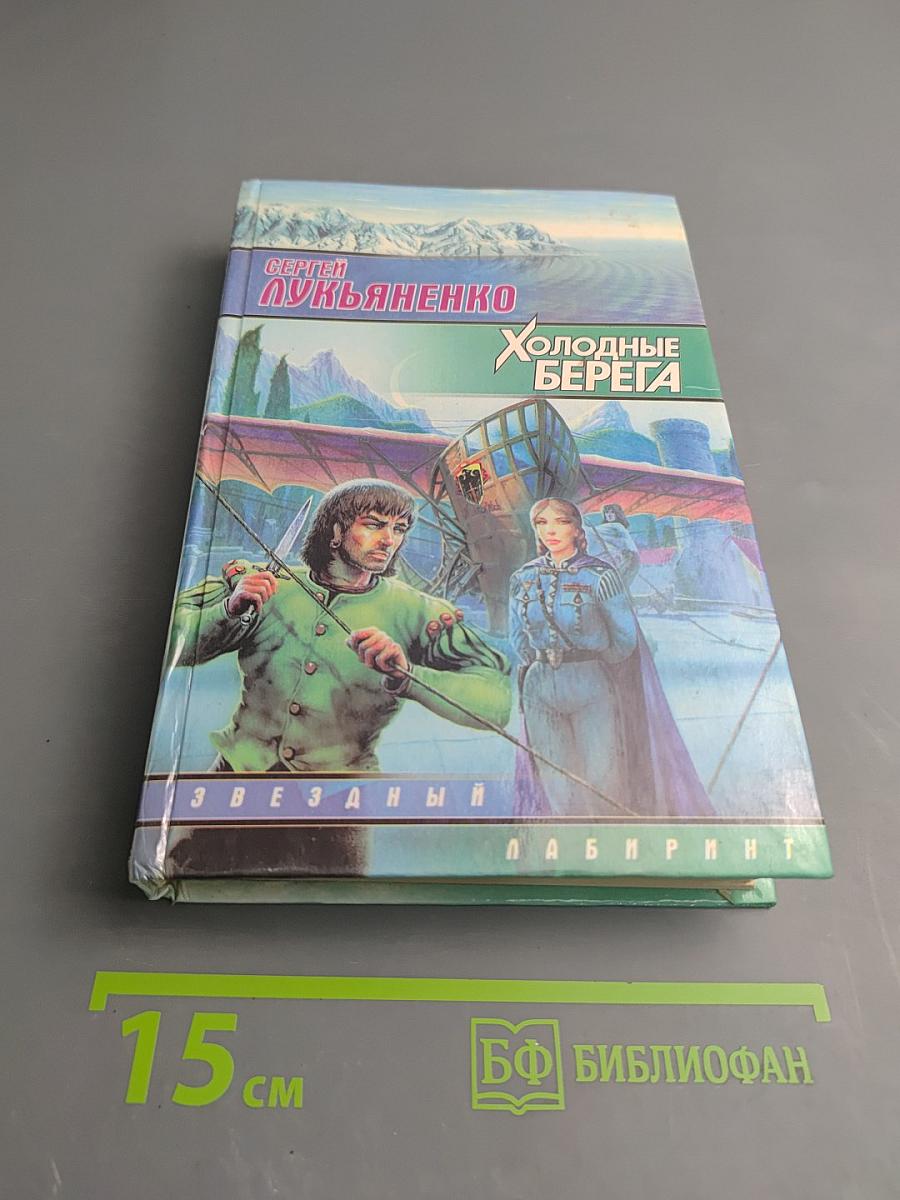 СЕРГЕЙ
ЛУКЬЯНЕНКО
ХОЛОДНЫЕ
БЕРЕГА
ЗВЕЗДНЫЙ
ЛАБИРИНТ
15 см
БФ БИБЛИОФАН